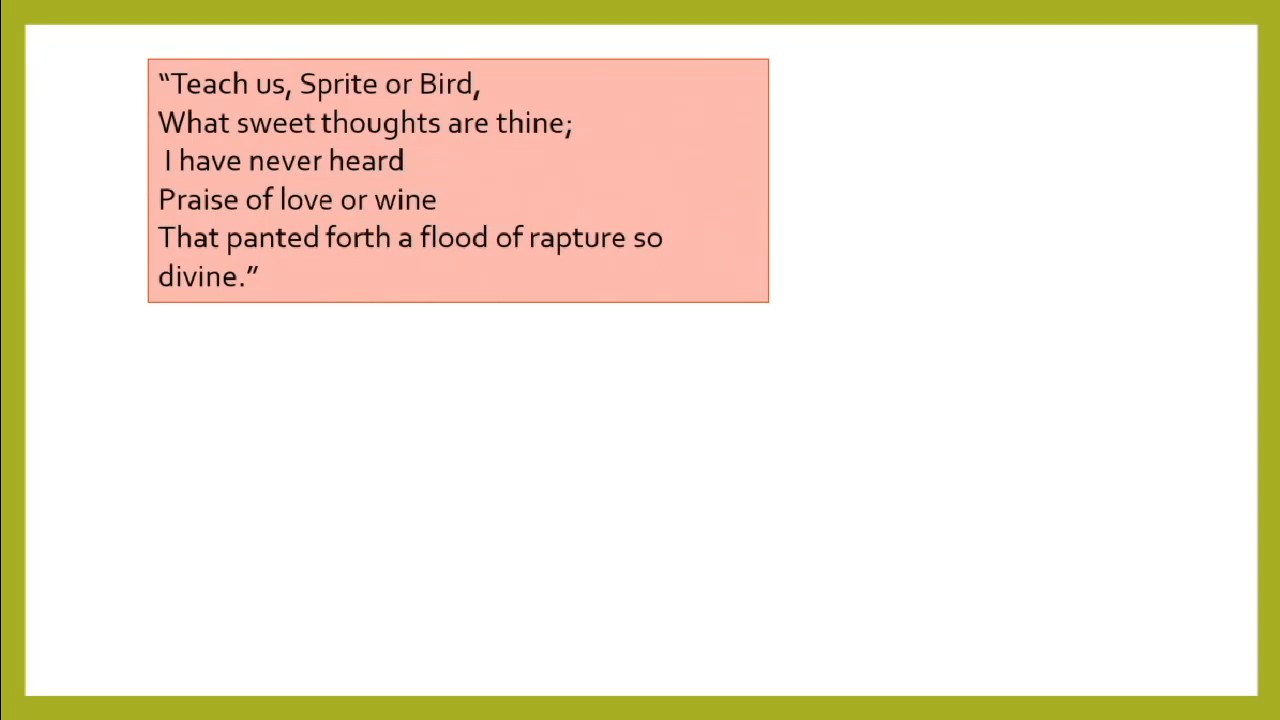 “Teach us, Sprite or Bird,
What sweet thoughts are thine;
I have never heard
Praise of love or wine
That panted forth a flood of rapture so
divine.”